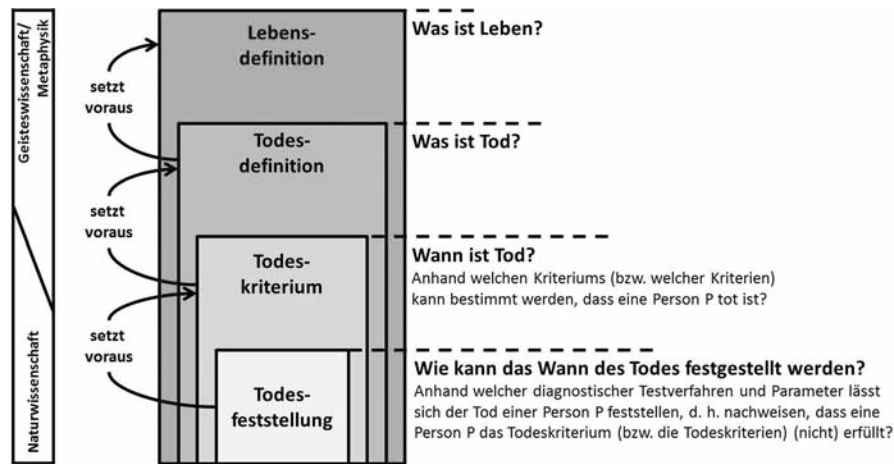 Geisteswissenschaft/
Metaphysik
Naturwissenschaft
setzt
voraus
setzt
voraus
setzt
voraus
Lebens-
definition
Todes-
definition
Todes-
kriterium
Todes-
feststellung
Was ist Leben?
Was ist Tod?
Wann ist Tod?
Anhand welchen Kriteriums (bzw. welcher Kriterien)
kann bestimmt werden, dass eine Person P tot ist?
Wie kann das Wann des Todes festgestellt werden?
Anhand welcher diagnostischer Testverfahren und Parameter lässt
sich der Tod einer Person P feststellen, d. h. nachweisen, dass eine
Person P das Todeskriterium (bzw. die Todeskriterien) (nicht) erfüllt?